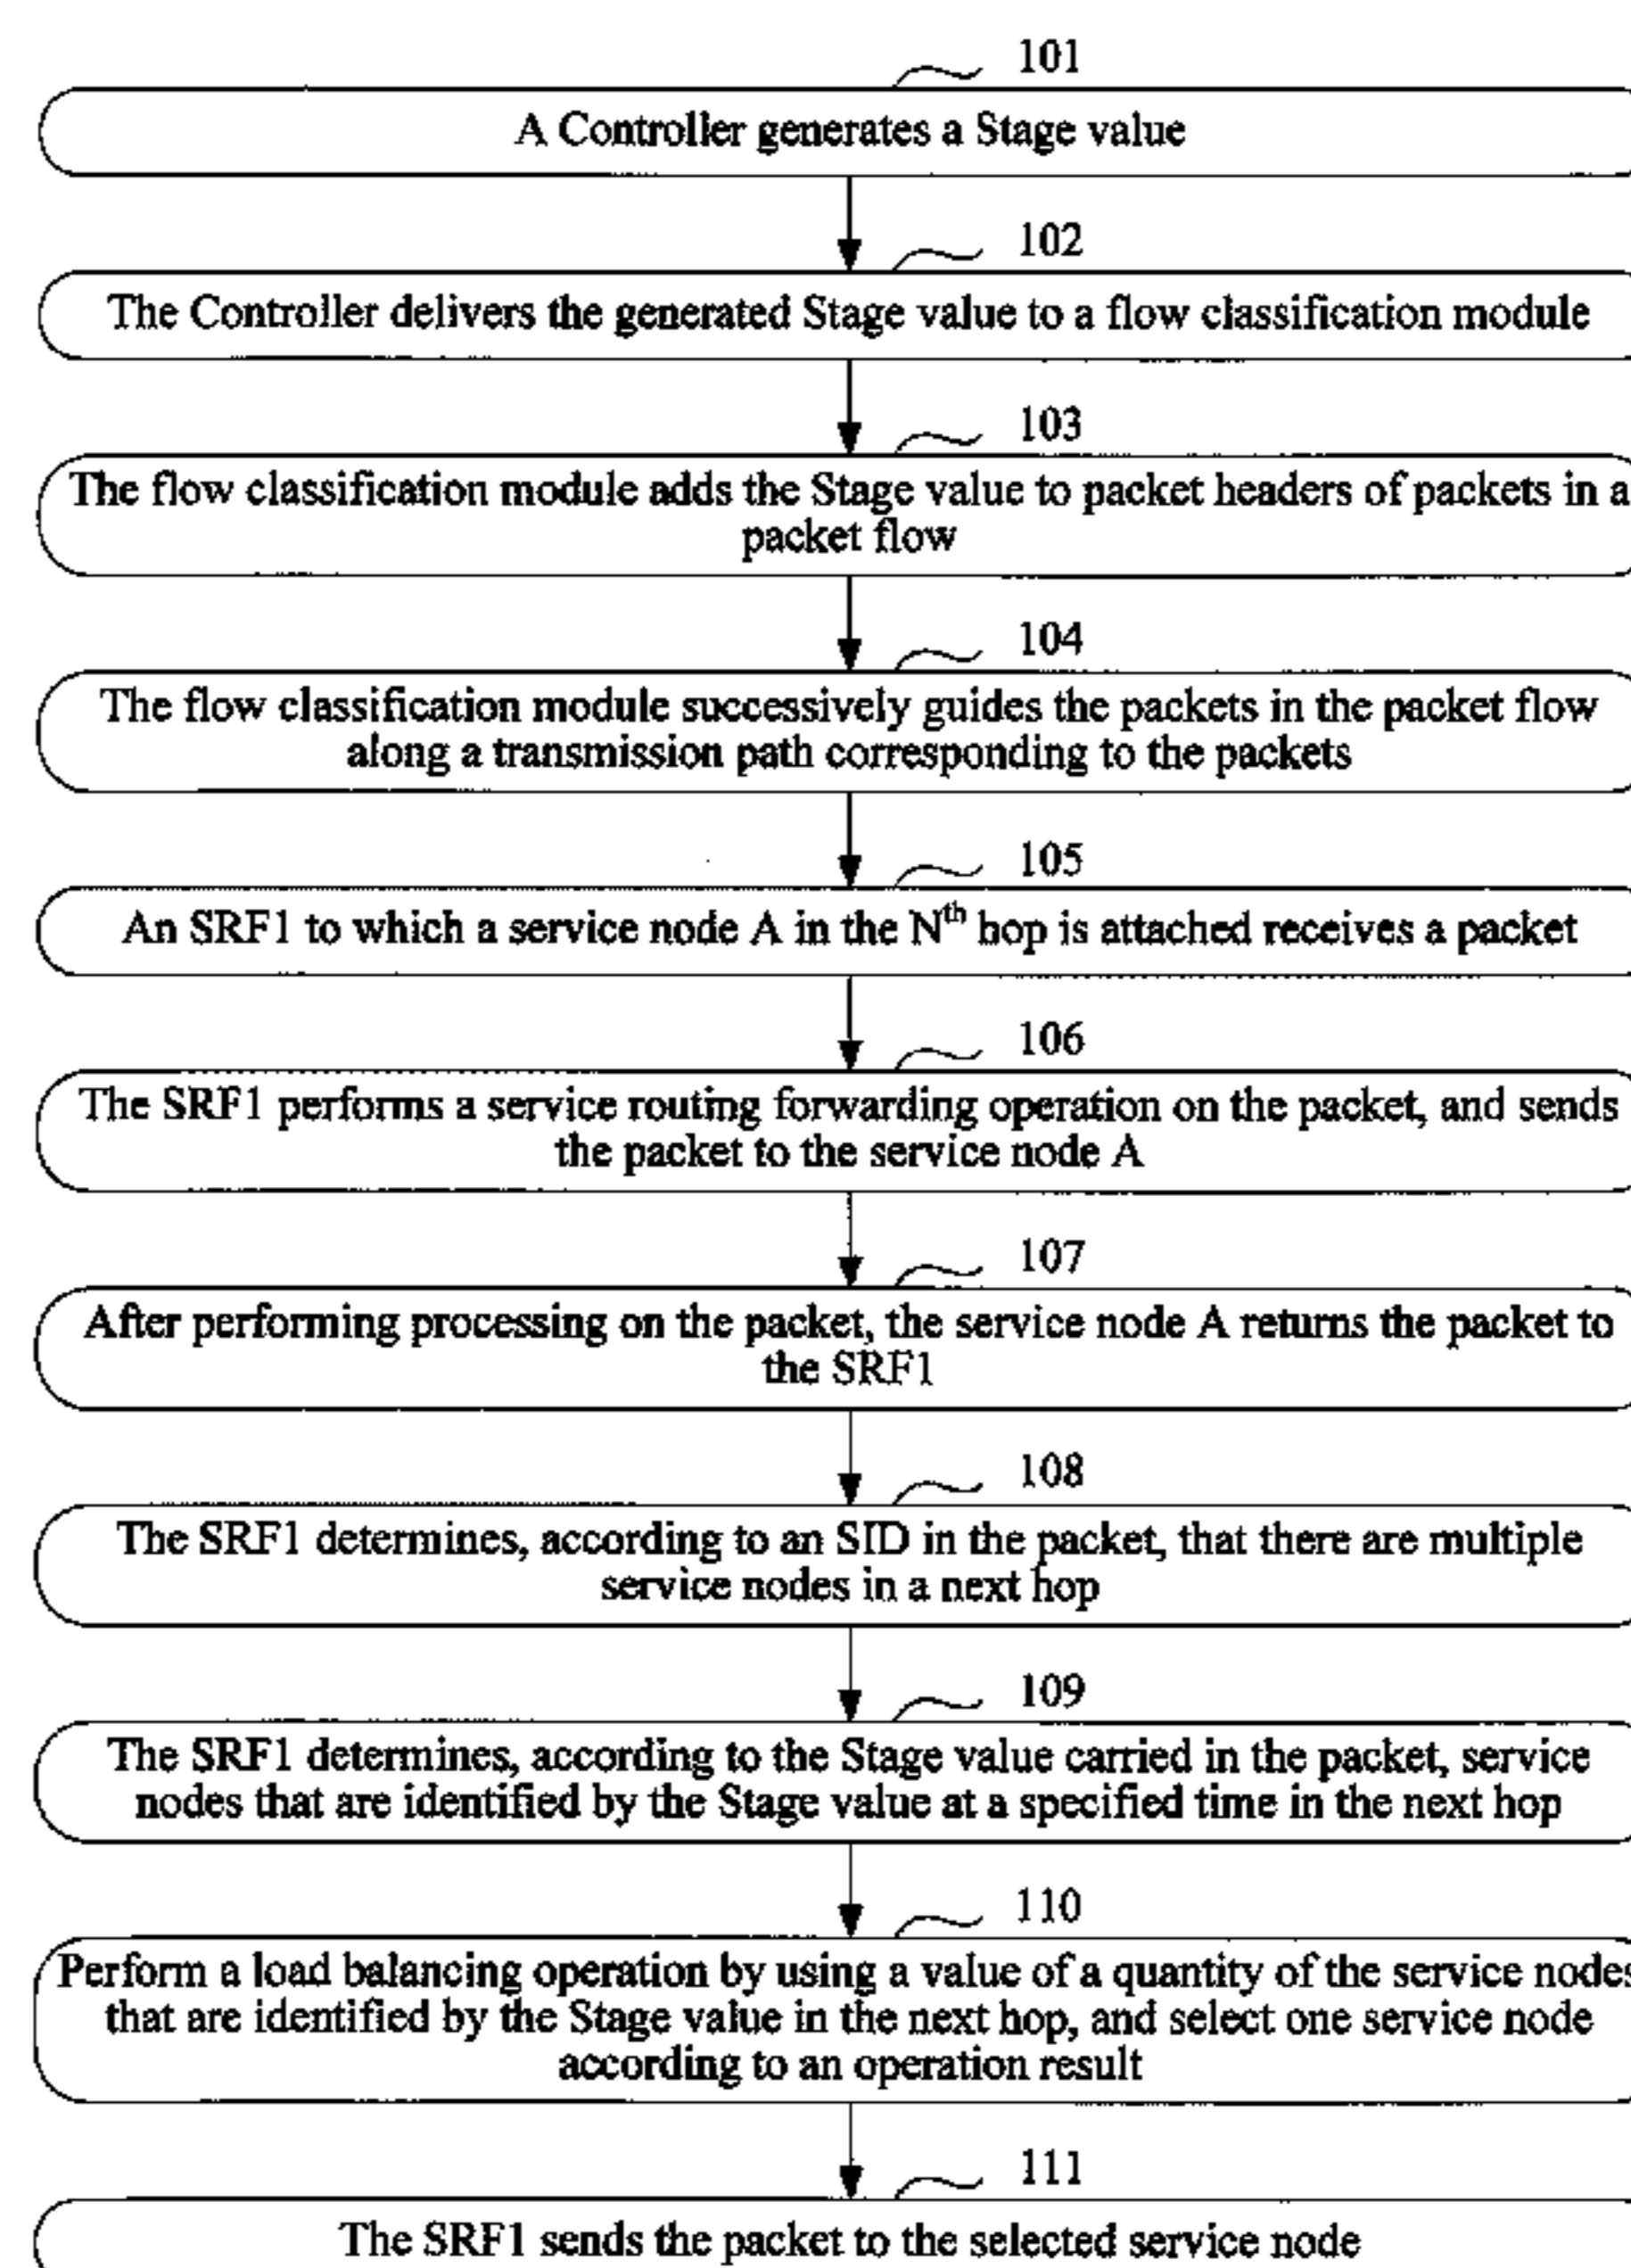 101
A Controller generates a Stage value
102
The Controller delivers the generated Stage value to a flow classification module
103
The flow classification module adds the Stage value to packet headers of packets in a
packet flow
104
The flow classification module successively guides the packets in the packet flow
along a transmission path corresponding to the packets
105
An SRF1 to which a service node A in the Nth hop is attached receives a packet
106
The SRF1 performs a service routing forwarding operation on the packet, and sends
the packet to the service node A
107
After performing processing on the packet, the service node A returns the packet to
the SRF1
108
The SRF1 determines, according to an SID in the packet, that there are multiple
service nodes in a next hop
109
The SRF1 determines, according to the Stage value carried in the packet, service
nodes that are identified by the Stage value at a specified time in the next hop
110
Perform a load balancing operation by using a value of a quantity of the service nodes
that are identified by the Stage value in the next hop, and select one service node
according to an operation result
111
The SRF1 sends the packet to the selected service node